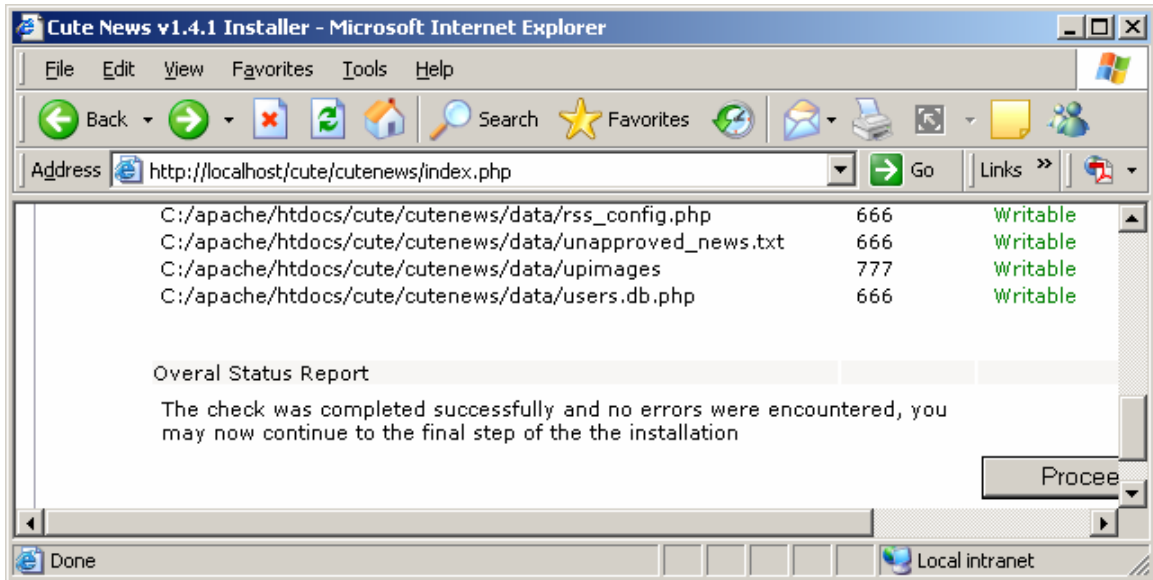 Cute News v1.4.1 Installer - Microsoft Internet Explorer
File Edit View Favorites Tools Help
Back Search Favorites
Address http://localhost/cute/cutenews/index.php Go Links »
C:/apache/htdocs/cute/cutenews/data/rss_config.php 666 Writable
C:/apache/htdocs/cute/cutenews/data/unapproved_news.txt 666 Writable
C:/apache/htdocs/cute/cutenews/data/upimages 777 Writable
C:/apache/htdocs/cute/cutenews/data/users.db.php 666 Writable
Overal Status Report
The check was completed successfully and no errors were encountered, you
may now continue to the final step of the the installation
Procee
Done Local intranet